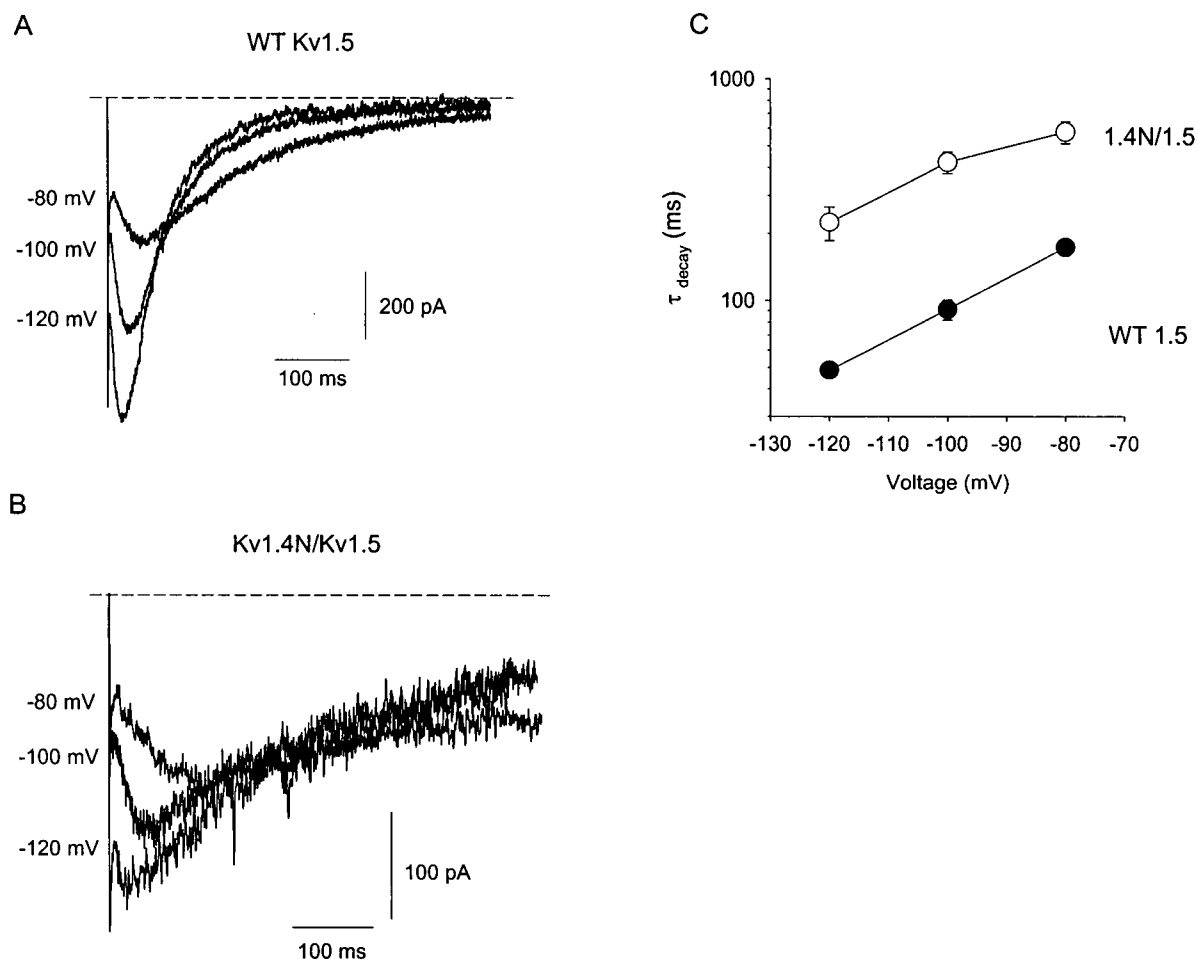 A
WT Kv1.5
-80 mV
-100 mV
-120 mV
200 pA
100 ms
B
Kv1.4N/Kv1.5
-80 mV
-100 mV
-120 mV
100 pA
100 ms
C
1000
100
τ decay (ms)
1.4N/1.5
WT 1.5
-130 -120 -110 -100 -90 -80 -70
Voltage (mV)